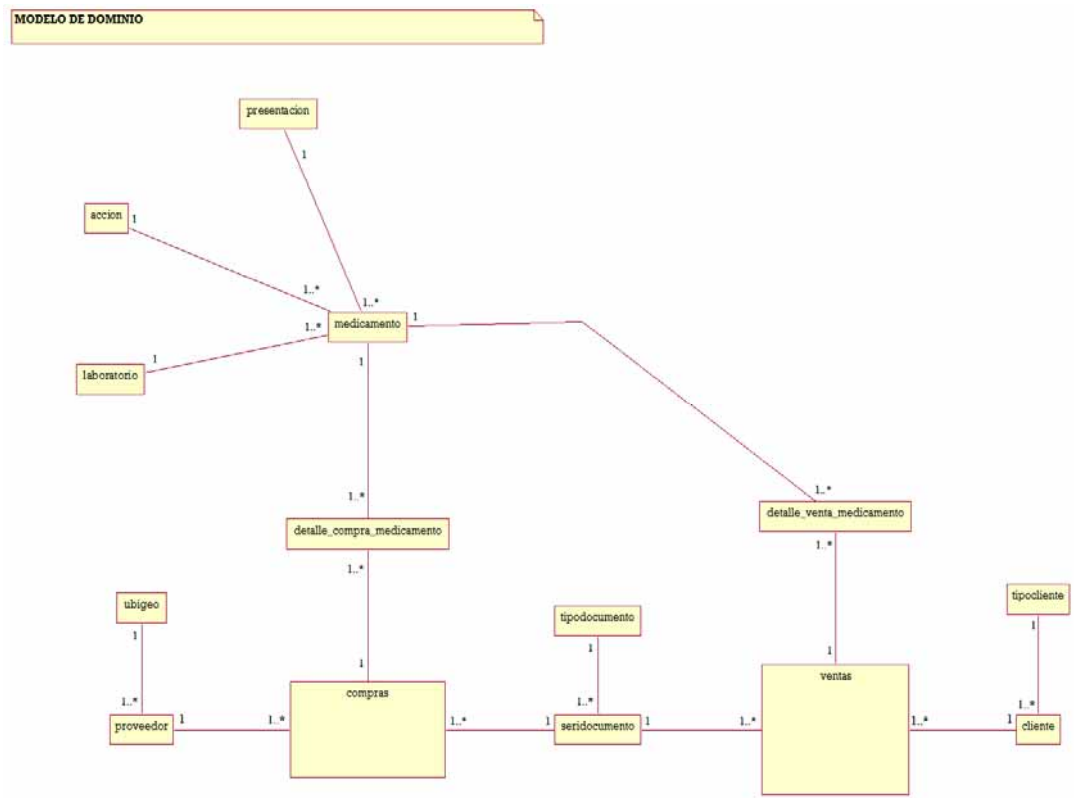 MODELO DE DOMINIO
presentacion
1
accion
1
1..*
1..*
medicamento
1
1..*
1
laboratorio
1
1..*
detalle_venta_medicamento
1..*
1..*
detalle_compra_medicamento
1..*
ubigeo
1
tipodocumento
1
tipocliente
1
1
1
compras
ventas
1..*
1..*
1..*
proveedor
1
1..*
1..*
1
seridocumento
1
1..*
1..*
1
cliente